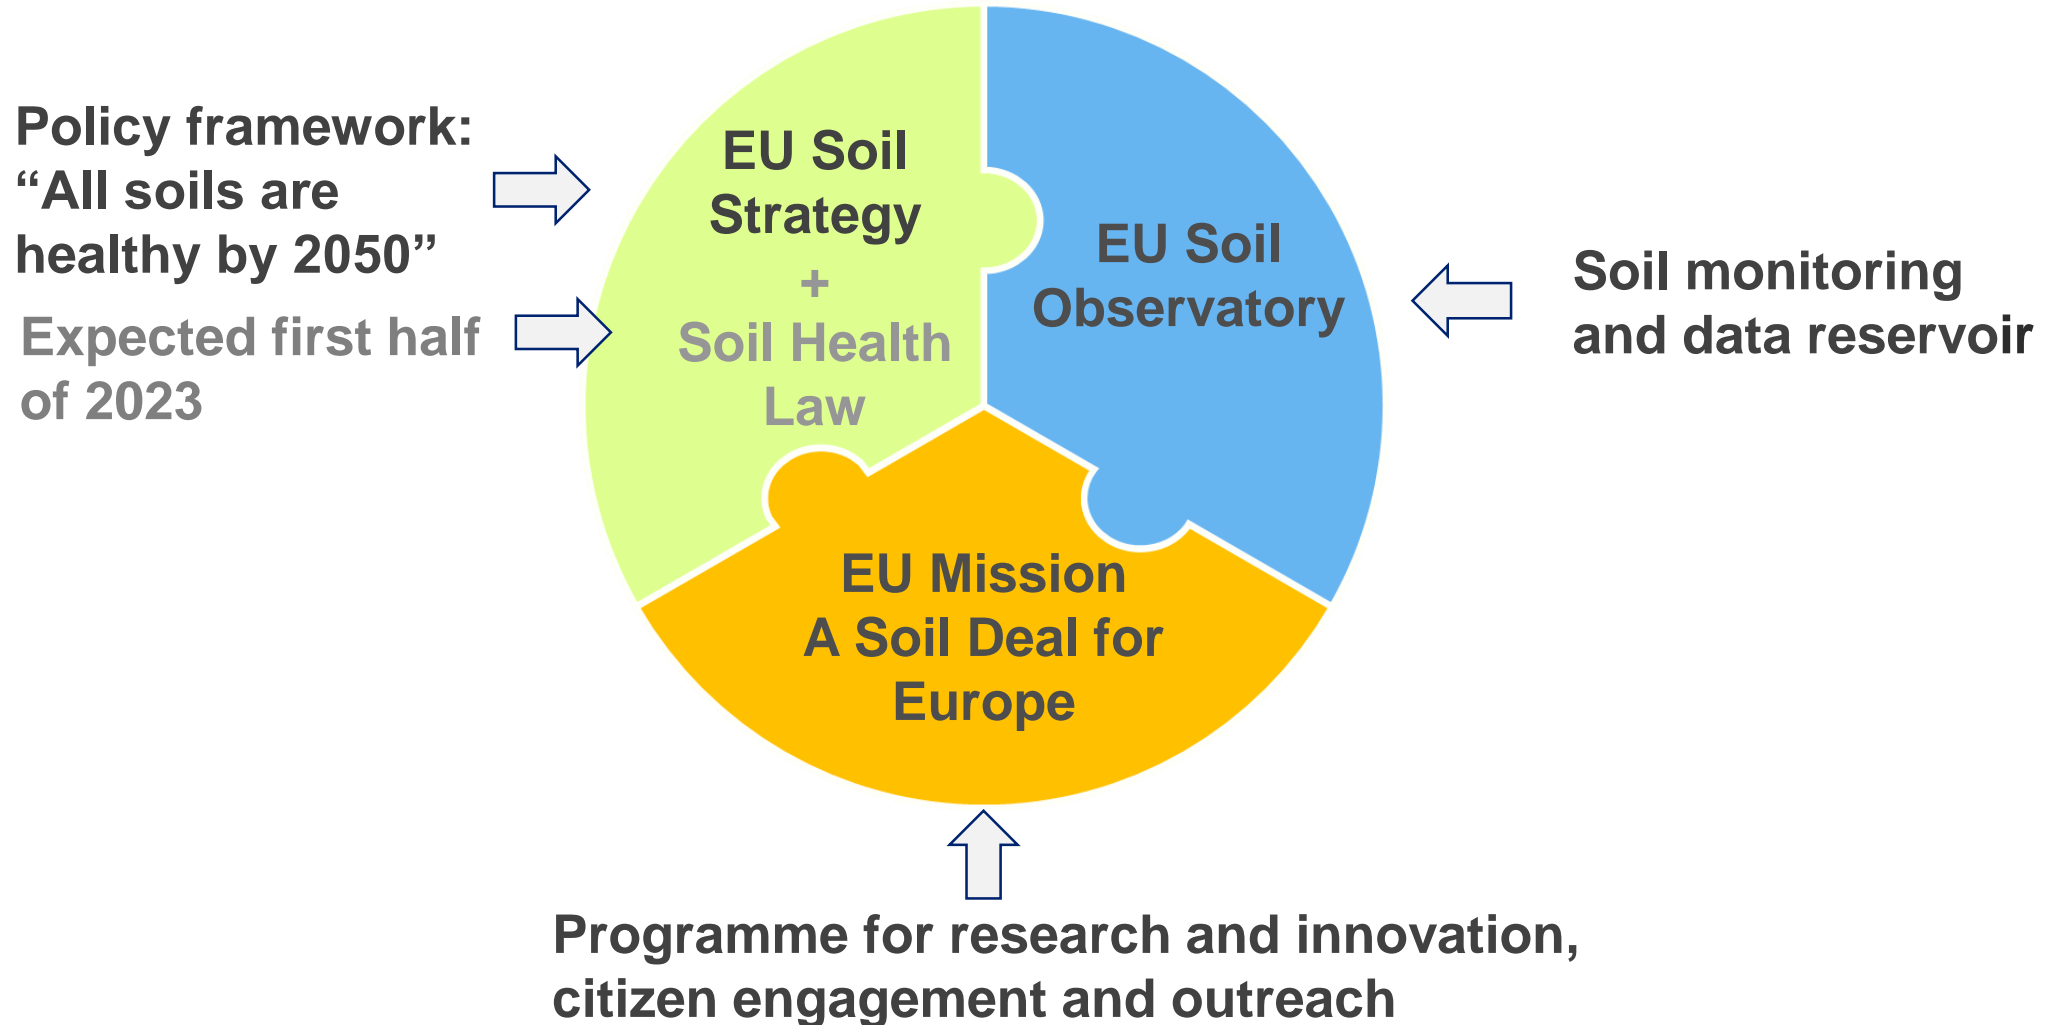 Policy framework:
“All soils are
healthy by 2050”
Expected first half
of 2023
EU Soil
Strategy
+
Soil Health
Law
EU Soil
Observatory
Soil monitoring
and data reservoir
EU Mission
A Soil Deal for
Europe
Programme for research and innovation,
citizen engagement and outreach